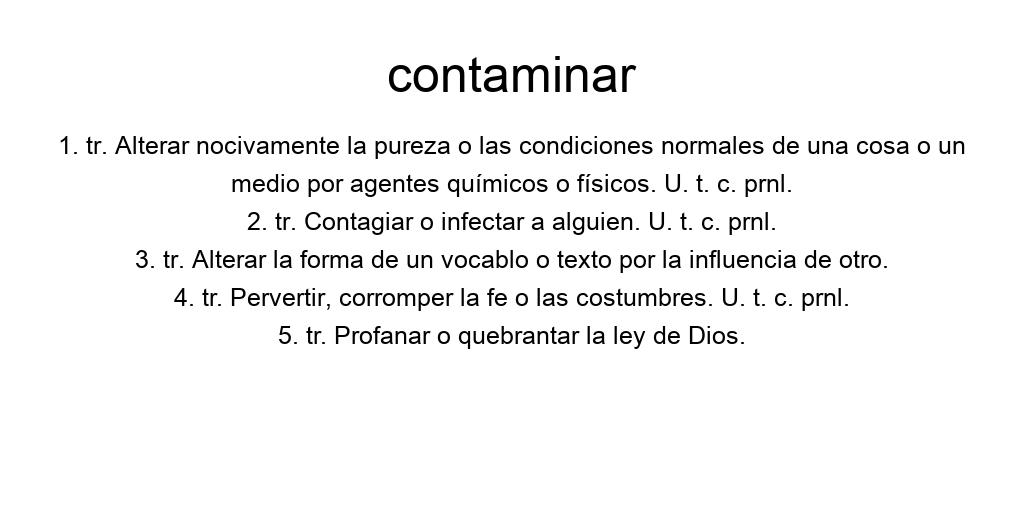 contaminar
1. tr. Alterar nocivamente la pureza o las condiciones normales de una cosa o un
medio por agentes químicos o físicos. U. t. c. prnl.
2. tr. Contagiar o infectar a alguien. U. t. c. prnl.
3. tr. Alterar la forma de un vocablo o texto por la influencia de otro.
4. tr. Pervertir, corromper la fe o las costumbres. U. t. c. prnl.
5. tr. Profanar o quebrantar la ley de Dios.